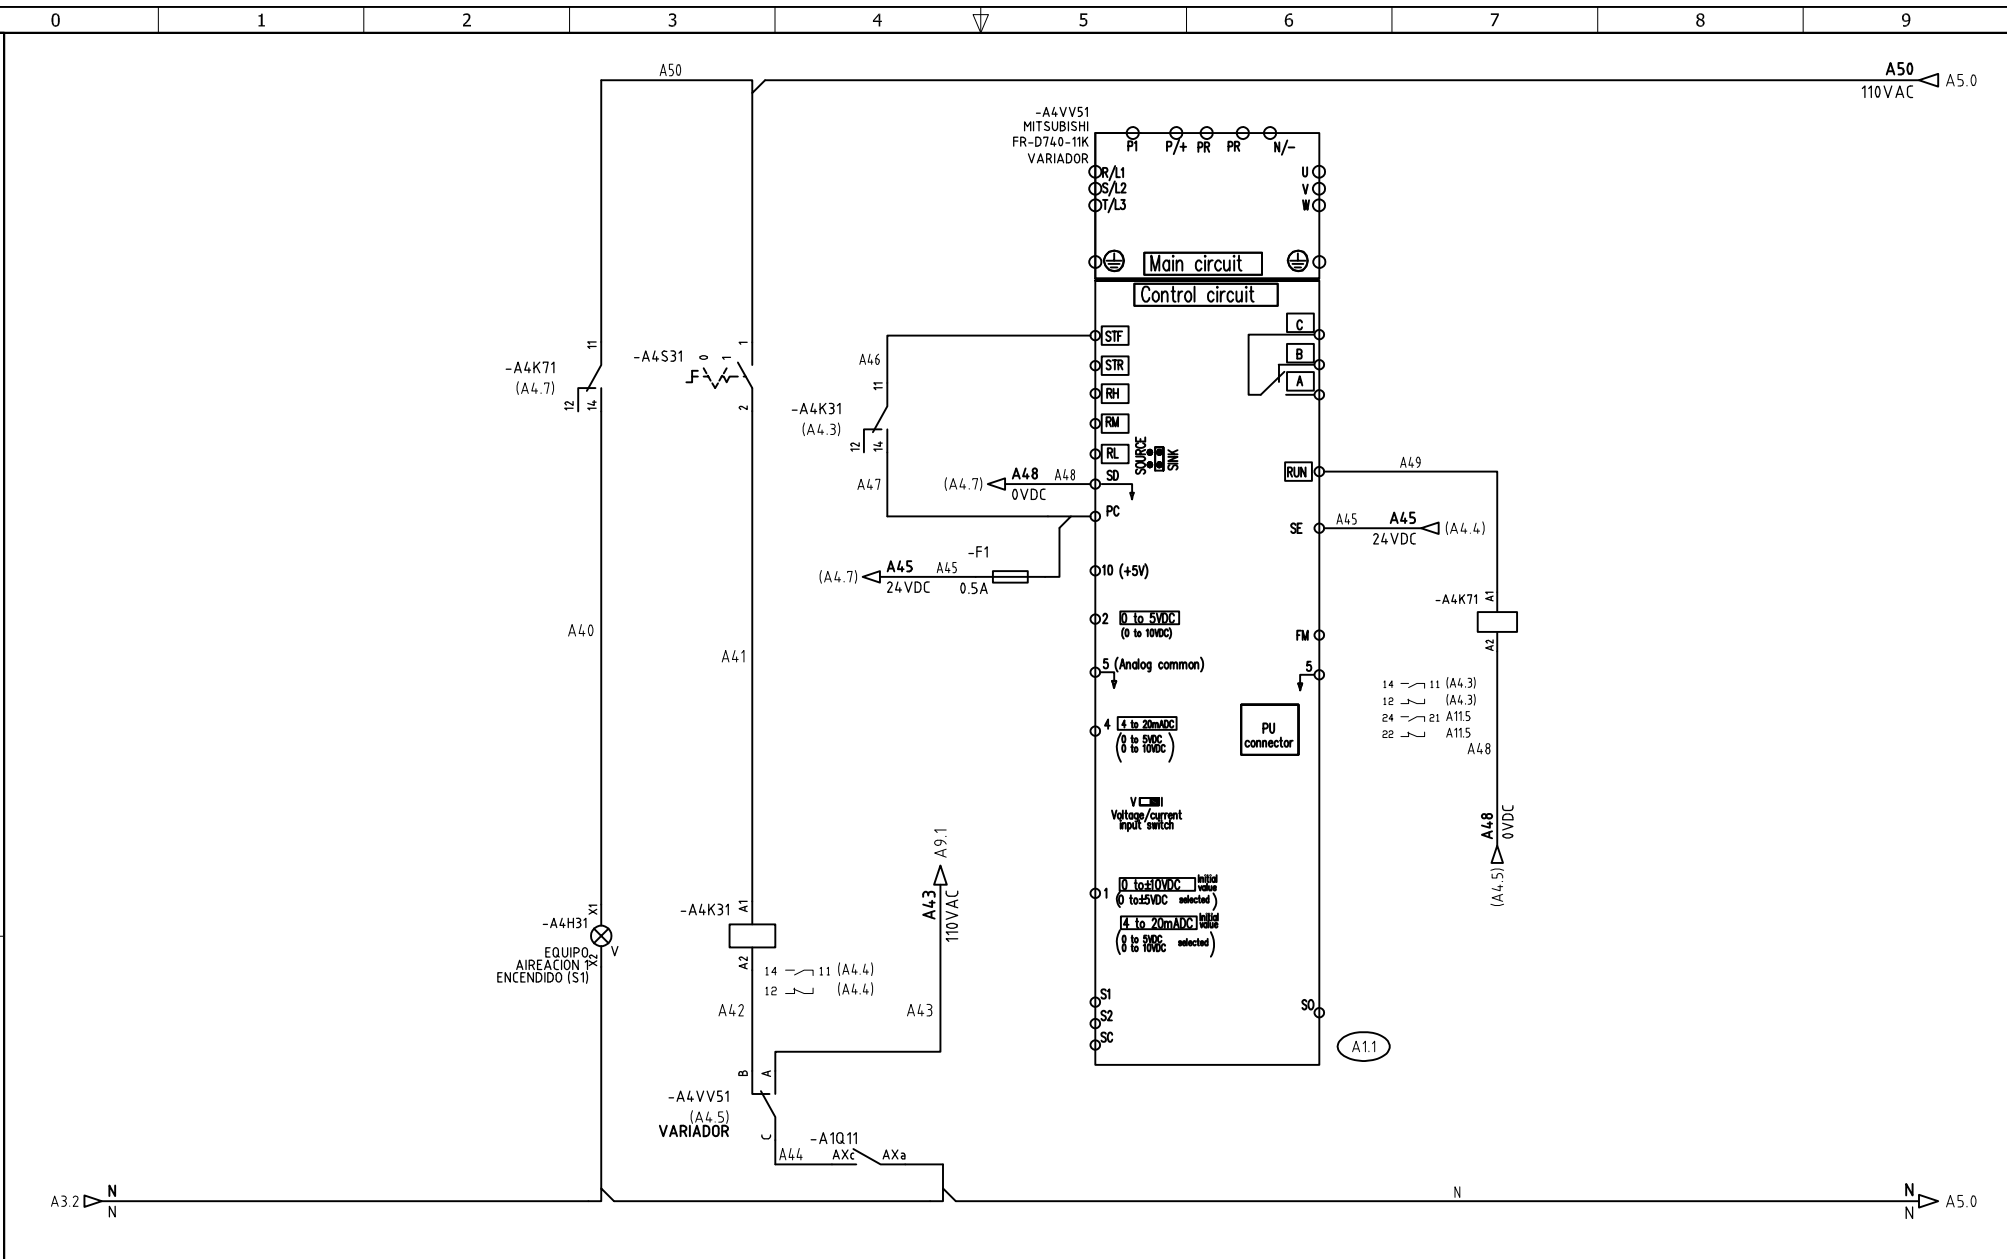 0 1 2 3 4 5 6 7 8 9
A50
A50
110VAC
A5.0
-A4VV51
MITSUBISHI
FR-D740-11K
VARIADOR
P1 P/+ PR PR N/-
R/L1
S/L2
T/L3
U
V
W
Main circuit
Control circuit
-A4K71
(A4.7)
11
12
14
-A4S31
0
1
1
2
A46
-A4K31
(A4.3)
11
12
14
A47
STF
STR
RH
RM
RL
SD
PC
SOURCE
SINK
C
B
A
RUN
SE
(A4.7)
A48
0VDC
A48
(A4.7)
A45
24VDC
A45
-F1
0.5A
A49
A45
A45
24VDC
(A4.4)
10 (+5V)
2
0 to 5VDC
(0 to 10VDC)
5 (Analog common)
4
4 to 20mADC
(0 to 5VDC
0 to 10VDC)
V I
Voltage/current
input switch
FM
5
PU
connector
-A4K71
A1
A2
14 11 (A4.3)
12 (A4.3)
24 21 A11.5
22 A11.5
A48
A48
0VDC
(A4.5)
A40
A41
1
0 to±10VDC Initial value
(0 to±5VDC selected)
4 to 20mADC Initial value
(0 to 5VDC
0 to 10VDC selected)
S1
S2
SC
SO
A1.1
-A4H31
X1
X2
V
EQUIPO
AIREACION 1
ENCENDIDO (S1)
-A4K31
A1
A2
14 11 (A4.4)
12 (A4.4)
A42
A9.1
A43
110VAC
A43
B
A
-A4VV51
(A4.5)
VARIADOR
C
A44
-A1Q11
AXc AXa
A3.2
N
N
N
N
N
A5.0